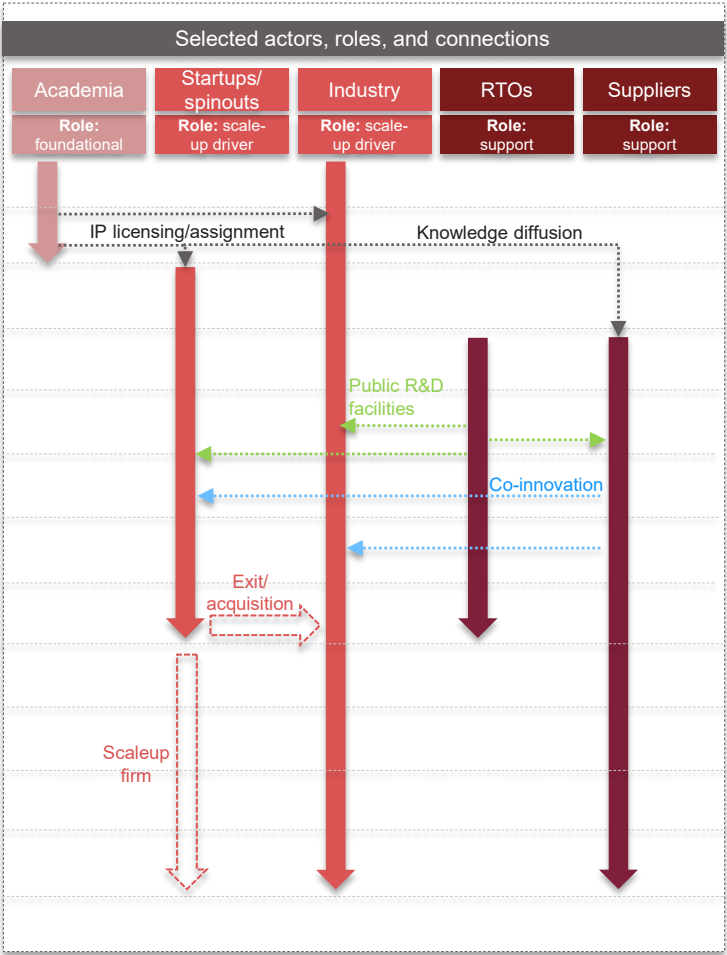 Selected actors, roles, and connections
Academia
Startups/
spinouts
Industry
RTOs
Suppliers
Role:
foundational
Role: scale-
up driver
Role: scale-
up driver
Role:
support
Role:
support
IP licensing/assignment
Knowledge diffusion
Public R&D
facilities
Co-innovation
Exit/
acquisition
Scaleup
firm